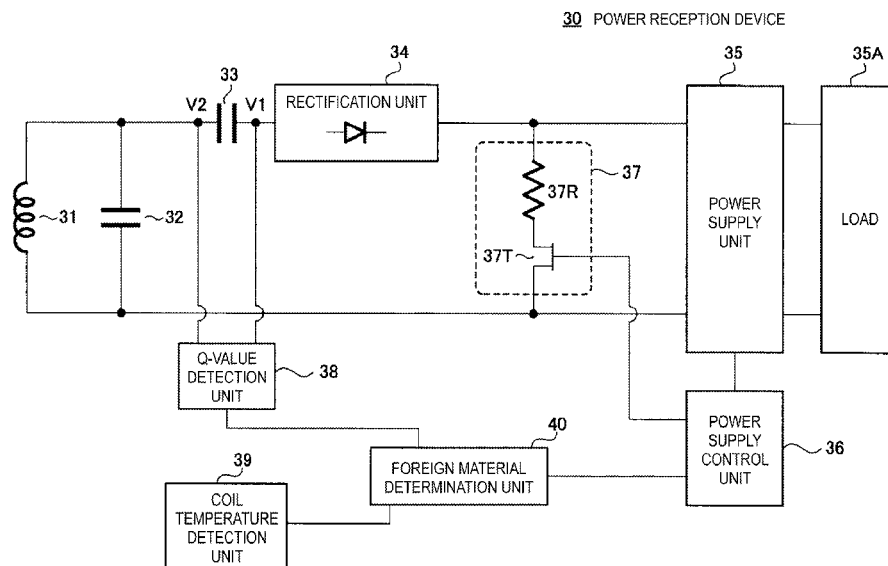 30 POWER RECEPTION DEVICE
34
35
35A
33
V2
V1
RECTIFICATION UNIT
37
37R
37T
31
32
POWER
SUPPLY
UNIT
LOAD
Q-VALUE
DETECTION
UNIT
38
40
POWER
SUPPLY
CONTROL
UNIT
36
39
FOREIGN MATERIAL
DETERMINATION UNIT
COIL
TEMPERATURE
DETECTION
UNIT